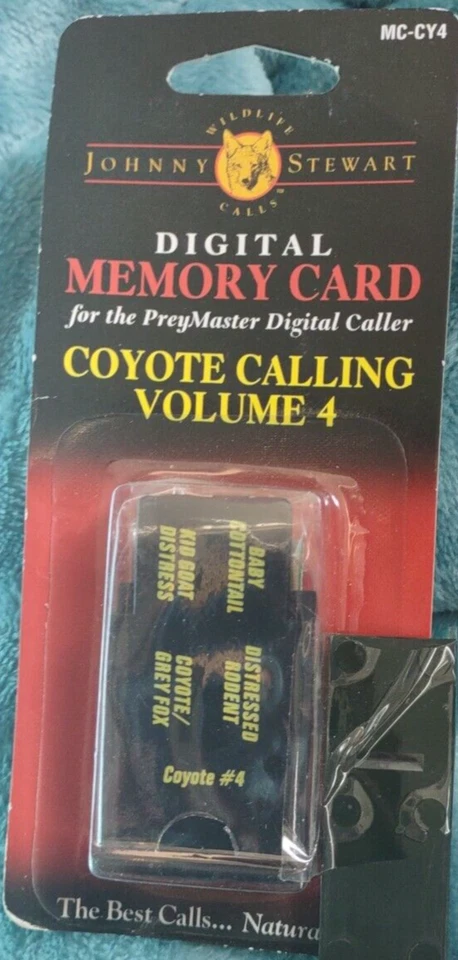 MC-CY4
WILDLIFE
JOHNNY STEWART
CALLS®
DIGITAL
MEMORY CARD
for the PreyMaster Digital Caller
COYOTE CALLING
VOLUME 4
BABY
COTTONTAIL
KID GOAT
DISTRESS
DISTRESSED
RODENT
COYOTE/
GREY FOX
Coyote #4
The Best Calls... Natura